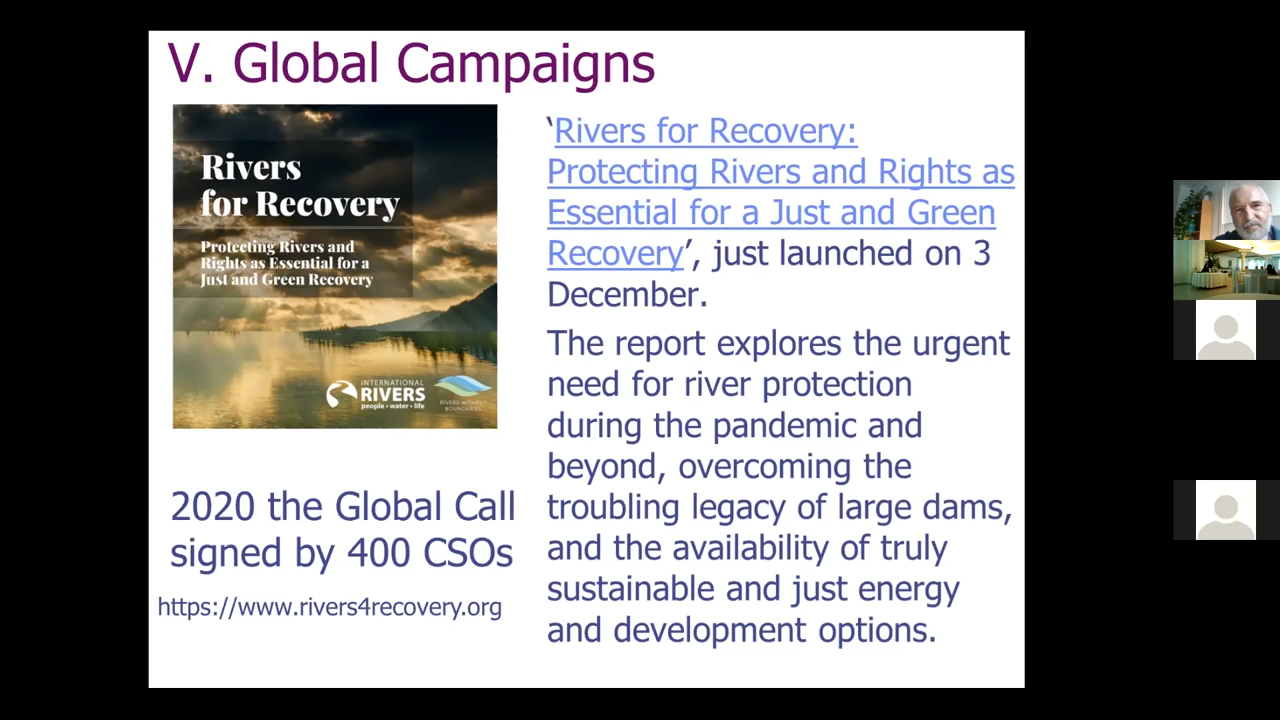 V. Global Campaigns
Rivers
for Recovery
Protecting Rivers and
Rights as Essential for a
Just and Green Recovery
INTERNATIONAL
RIVERS
people • water • life
RIVERS WITHOUT
BOUNDARIES
2020 the Global Call
signed by 400 CSOs
https://www.rivers4recovery.org
‘Rivers for Recovery:
Protecting Rivers and Rights as
Essential for a Just and Green
Recovery’, just launched on 3
December.
The report explores the urgent
need for river protection
during the pandemic and
beyond, overcoming the
troubling legacy of large dams,
and the availability of truly
sustainable and just energy
and development options.